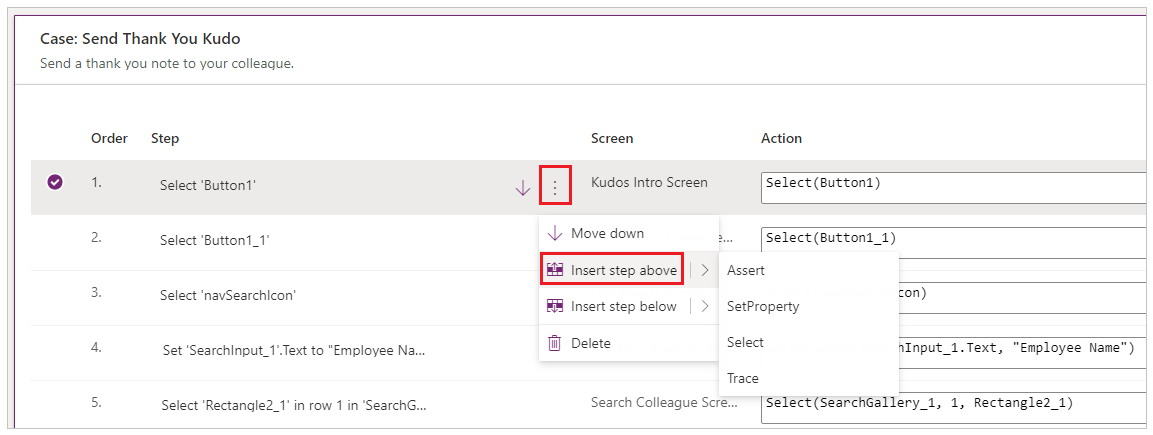 Case: Send Thank You Kudo
Send a thank you note to your colleague.
Order Step Screen Action
1. Select 'Button1' Kudos Intro Screen Select(Button1)
Move down
2. Select 'Button1_1' e... Select(Button1_1)
Insert step above Assert
3. Select 'navSearchIcon' con)
Insert step below SetProperty
Delete Select
4. Set 'SearchInput_1'.Text to "Employee Na... hInput_1.Text, "Employee Name")
Trace
5. Select 'Rectangle2_1' in row 1 in 'SearchG... Search Colleague Scre... Select(SearchGallery_1, 1, Rectangle2_1)